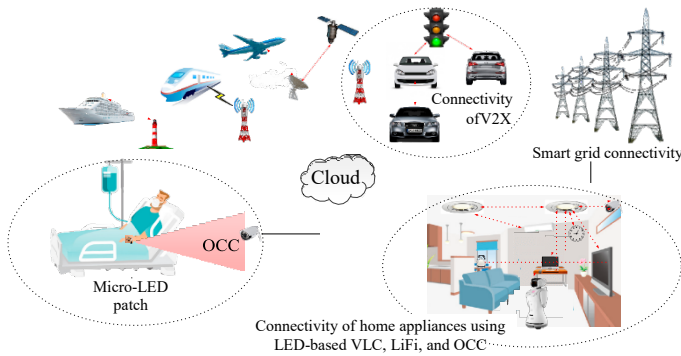 Connectivity
ofV2X
Smart grid connectivity
Cloud
OCC
Micro-LED
patch
Connectivity of home appliances using
LED-based VLC, LiFi, and OCC